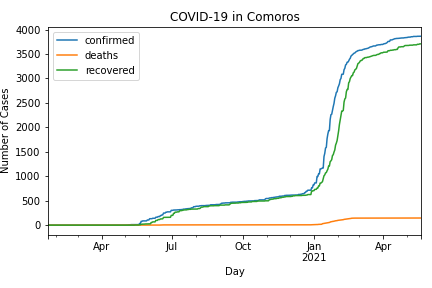 COVID-19 in Comoros
confirmed
deaths
recovered
Number of Cases
4000
3500
3000
2500
2000
1500
1000
500
0
Apr
Jul
Oct
Jan
2021
Apr
Day